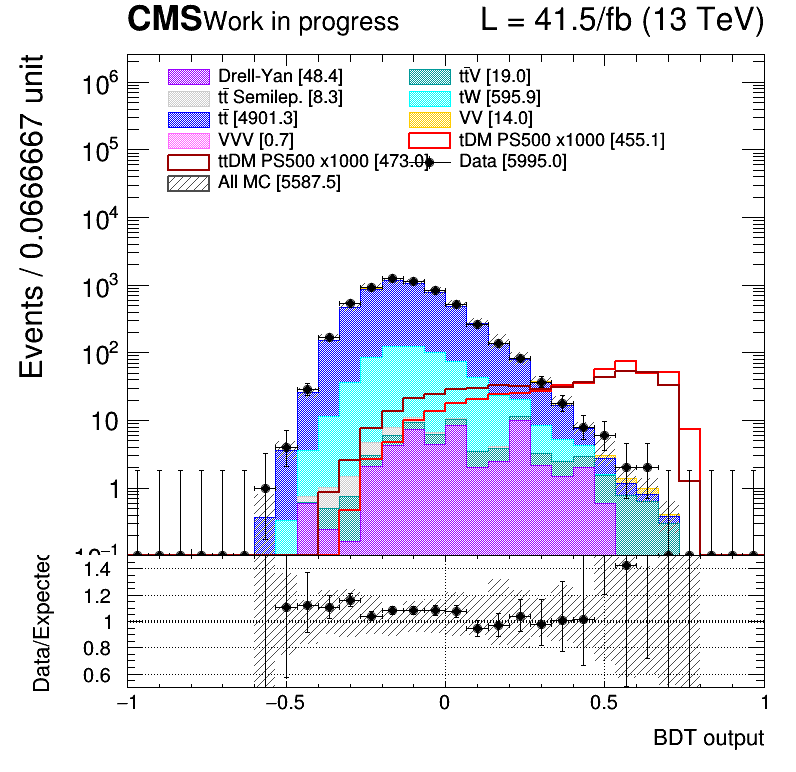 CMS Work in progress L = 41.5/fb (13 TeV)
Events / 0.0666667 unit
10⁶
10⁵
10⁴
10³
10²
10
1
10⁻¹
Drell-Yan [48.4] tt̄V [19.0]
tt̄ Semilep. [8.3] tW [595.9]
tt̄ [4901.3] VV [14.0]
VVV [0.7] tDM PS500 x1000 [455.1]
ttDM PS500 x1000 [473.0] Data [5995.0]
All MC [5587.5]
Data/Expected
1.4
1.2
1
0.8
0.6
−1 −0.5 0 0.5 1
BDT output